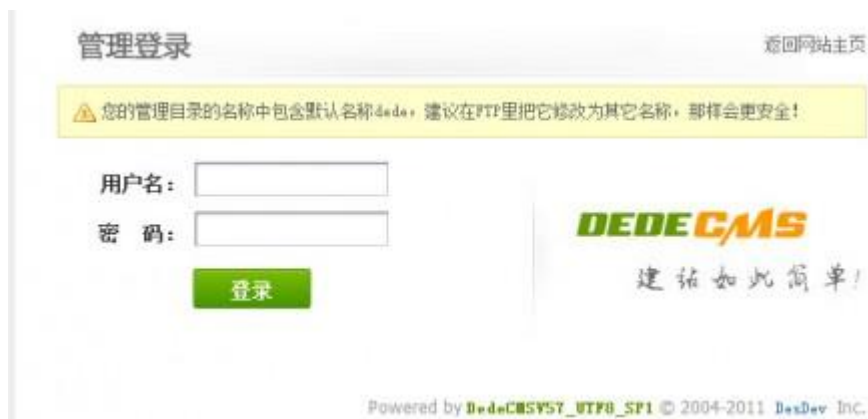 管理登录
返回网站主页
您的管理目录的名称中包含默认名称dede，建议在FTP里把它修改为其它名称，那样会更安全！
用户名：
密 码：
登录
DEDECMS
建站如此简单!
Powered by DedeCMSV57_UTF8_SP1 © 2004-2011 DesDev Inc.